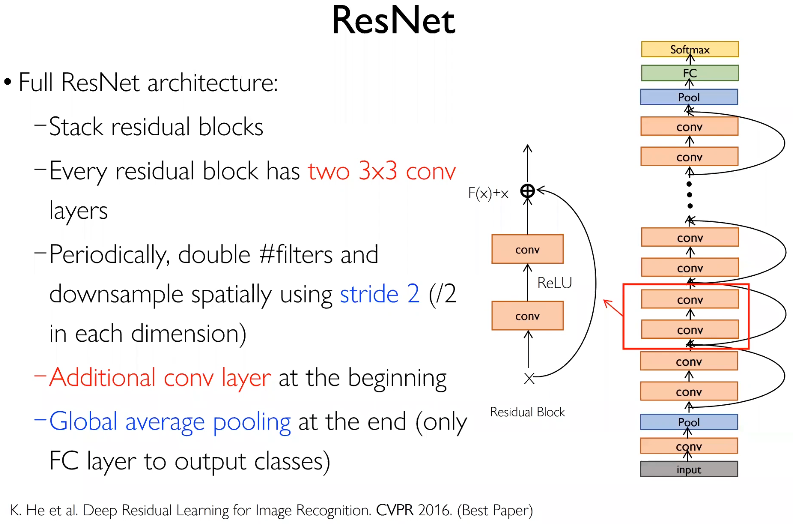 ResNet
• Full ResNet architecture:
–Stack residual blocks
–Every residual block has two 3x3 conv
layers
–Periodically, double #filters and
downsample spatially using stride 2 (/2
in each dimension)
–Additional conv layer at the beginning
–Global average pooling at the end (only
FC layer to output classes)
F(x)+x
conv
ReLU
conv
X
Residual Block
Softmax
FC
Pool
conv
conv
conv
conv
conv
conv
conv
conv
Pool
conv
input
K. He et al. Deep Residual Learning for Image Recognition. CVPR 2016. (Best Paper)